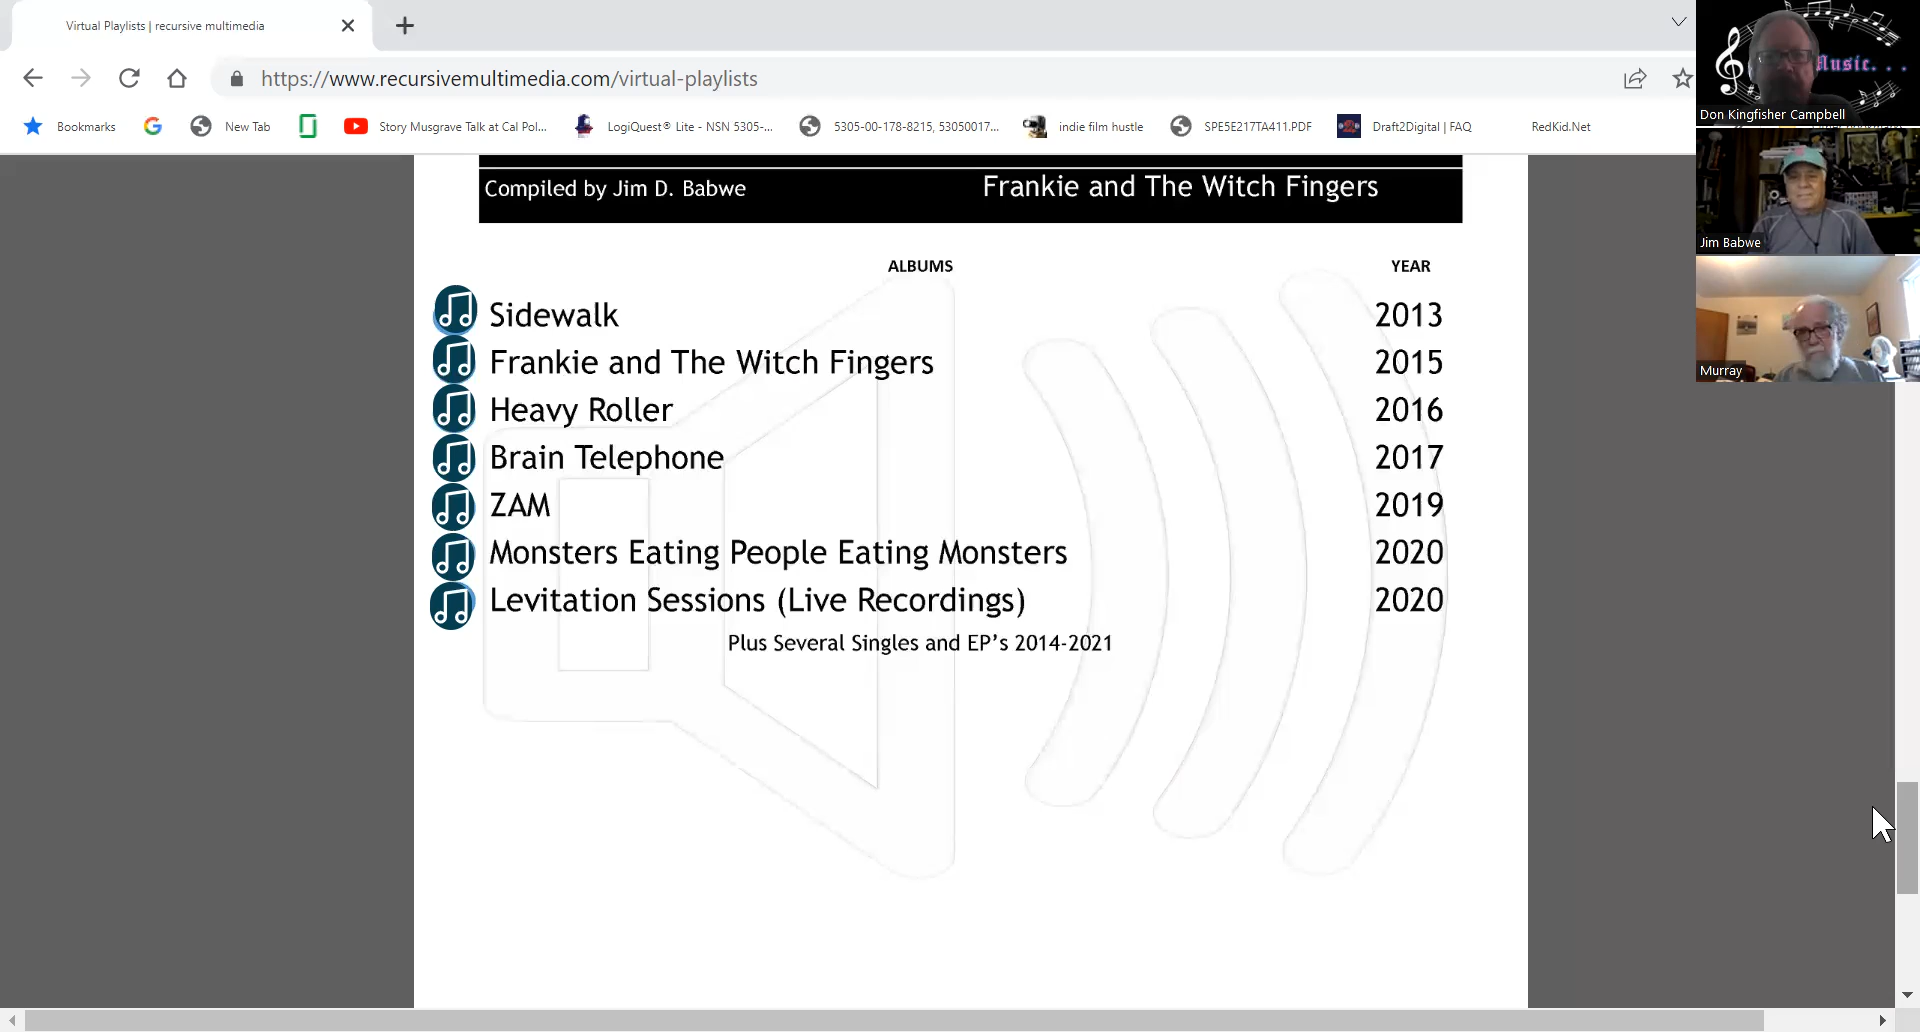 Virtual Playlists | recursive multimedia
https://www.recursivemultimedia.com/virtual-playlists
Bookmarks
New Tab
Story Musgrave Talk at Cal Pol...
LogiQuest® Lite - NSN 5305-...
5305-00-178-8215, 53050017...
indie film hustle
SPE5E217TA411.PDF
Draft2Digital | FAQ
RedKid.Net
Music. . .
Don Kingfisher Campbell
Jim Babwe
Murray
Compiled by Jim D. Babwe Frankie and The Witch Fingers
ALBUMS YEAR
Sidewalk 2013
Frankie and The Witch Fingers 2015
Heavy Roller 2016
Brain Telephone 2017
ZAM 2019
Monsters Eating People Eating Monsters 2020
Levitation Sessions (Live Recordings) 2020
Plus Several Singles and EP’s 2014-2021